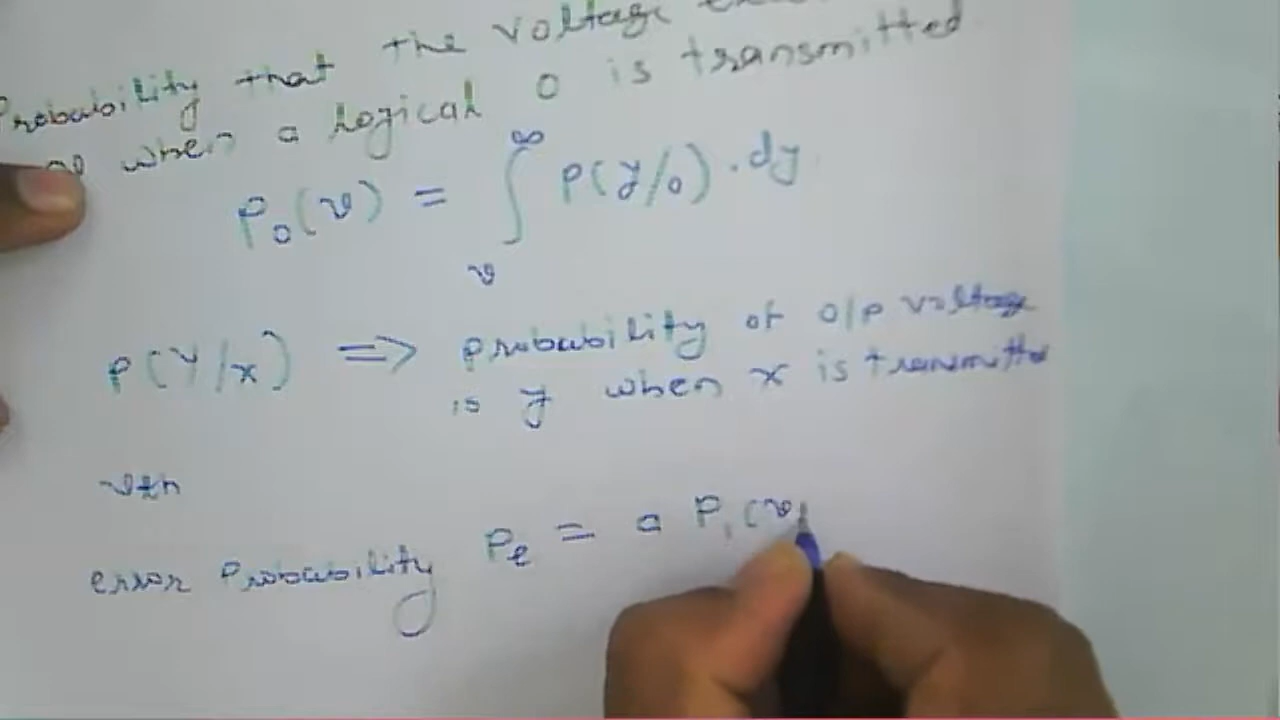 Probability that the voltage
v when a logical 0 is transmitted
P₀(v) = ∫ᵥ^∞ P(y/0) . dy
P(Y/x) ⇒ probability of O/P voltage
is y when x is transmitted
vth
error Probability Pe = a P₁(v)